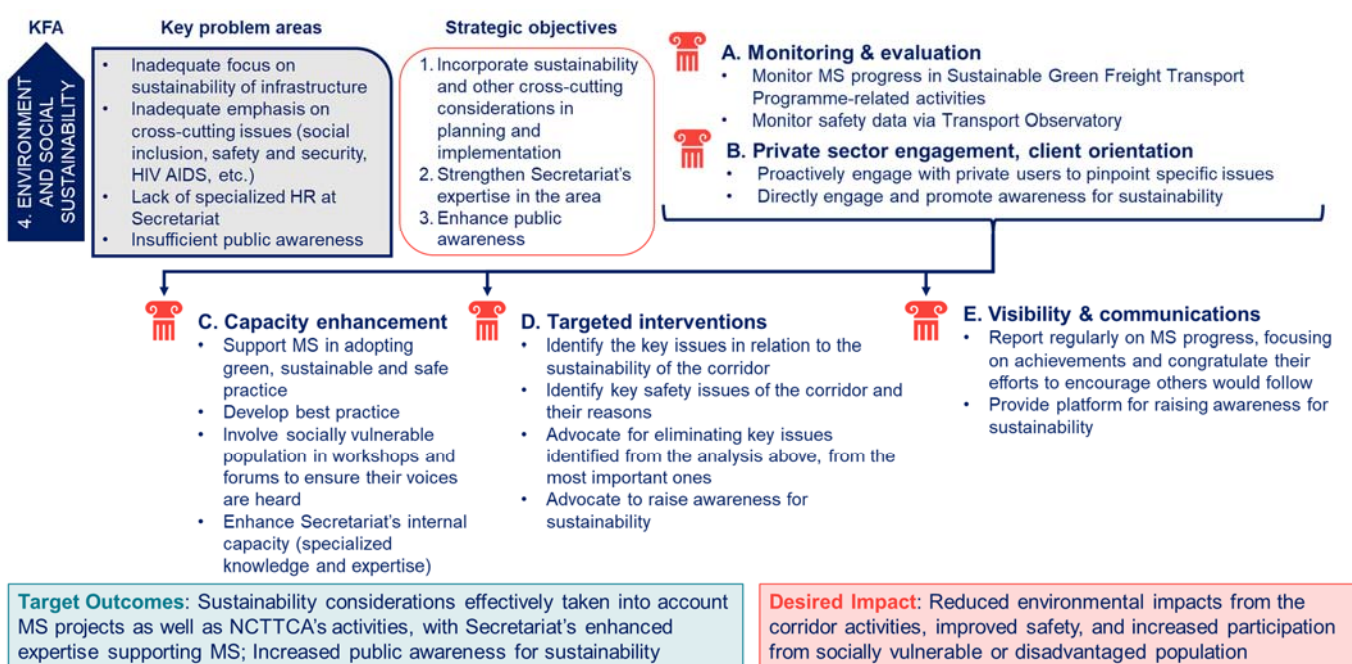 KFA
Key problem areas
Strategic objectives
4. ENVIRONMENT
AND SOCIAL
SUSTAINABILITY
• Inadequate focus on
sustainability of infrastructure
• Inadequate emphasis on
cross-cutting issues (social
inclusion, safety and security,
HIV AIDS, etc.)
• Lack of specialized HR at
Secretariat
• Insufficient public awareness
1. Incorporate sustainability
and other cross-cutting
considerations in
planning and
implementation
2. Strengthen Secretariat's
expertise in the area
3. Enhance public
awareness
A. Monitoring & evaluation
• Monitor MS progress in Sustainable Green Freight Transport
Programme-related activities
• Monitor safety data via Transport Observatory
B. Private sector engagement, client orientation
• Proactively engage with private users to pinpoint specific issues
• Directly engage and promote awareness for sustainability
C. Capacity enhancement
• Support MS in adopting
green, sustainable and safe
practice
• Develop best practice
• Involve socially vulnerable
population in workshops and
forums to ensure their voices
are heard
• Enhance Secretariat's internal
capacity (specialized
knowledge and expertise)
D. Targeted interventions
• Identify the key issues in relation to the
sustainability of the corridor
• Identify key safety issues of the corridor and
their reasons
• Advocate for eliminating key issues
identified from the analysis above, from the
most important ones
• Advocate to raise awareness for
sustainability
E. Visibility & communications
• Report regularly on MS progress, focusing
on achievements and congratulate their
efforts to encourage others would follow
• Provide platform for raising awareness for
sustainability
Target Outcomes: Sustainability considerations effectively taken into account
MS projects as well as NCTTCA's activities, with Secretariat's enhanced
expertise supporting MS; Increased public awareness for sustainability
Desired Impact: Reduced environmental impacts from the
corridor activities, improved safety, and increased participation
from socially vulnerable or disadvantaged population